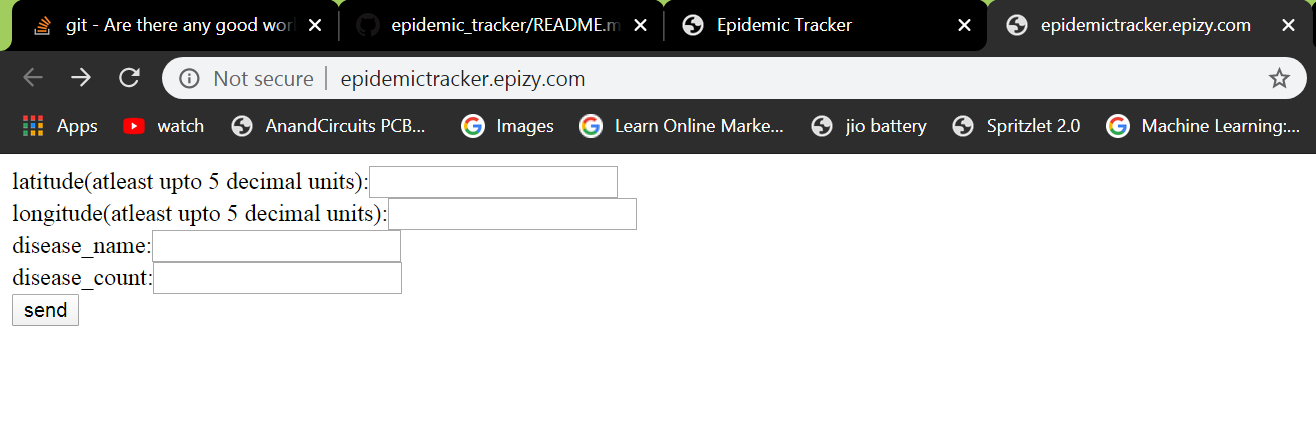 git - Are there any good wor
epidemic_tracker/README.m
Epidemic Tracker
epidemictracker.epizy.com
Not secure
epidemictracker.epizy.com
Apps
watch
AnandCircuits PCB...
Images
Learn Online Marke...
jio battery
Spritzlet 2.0
Machine Learning:...
latitude(atleast upto 5 decimal units):
longitude(atleast upto 5 decimal units):
disease_name:
disease_count:
send